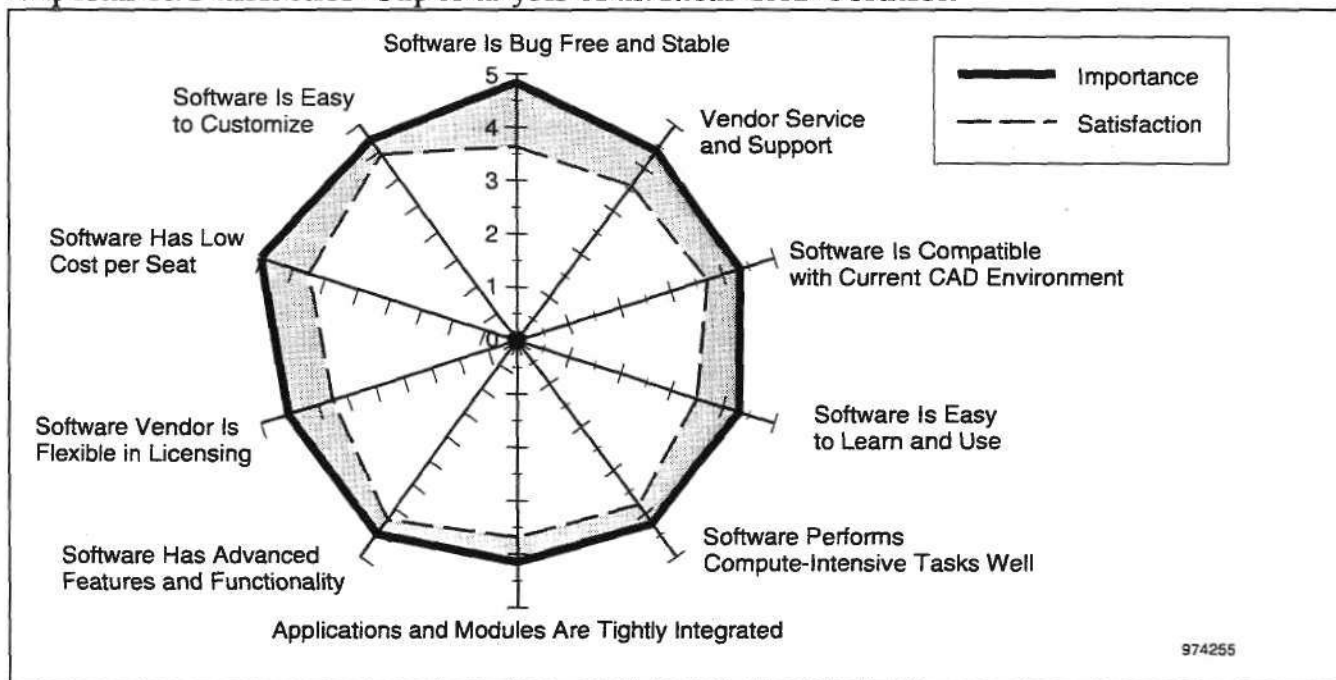 Software Is Bug Free and Stable
Importance
Satisfaction
Software Is Easy
to Customize
Vendor Service
and Support
5
4
3
2
1
0
Software Has Low
Cost per Seat
Software Is Compatible
with Current CAD Environment
Software Vendor Is
Flexible in Licensing
Software Is Easy
to Learn and Use
Software Has Advanced
Features and Functionality
Software Performs
Compute-Intensive Tasks Well
Applications and Modules Are Tightly Integrated
974255